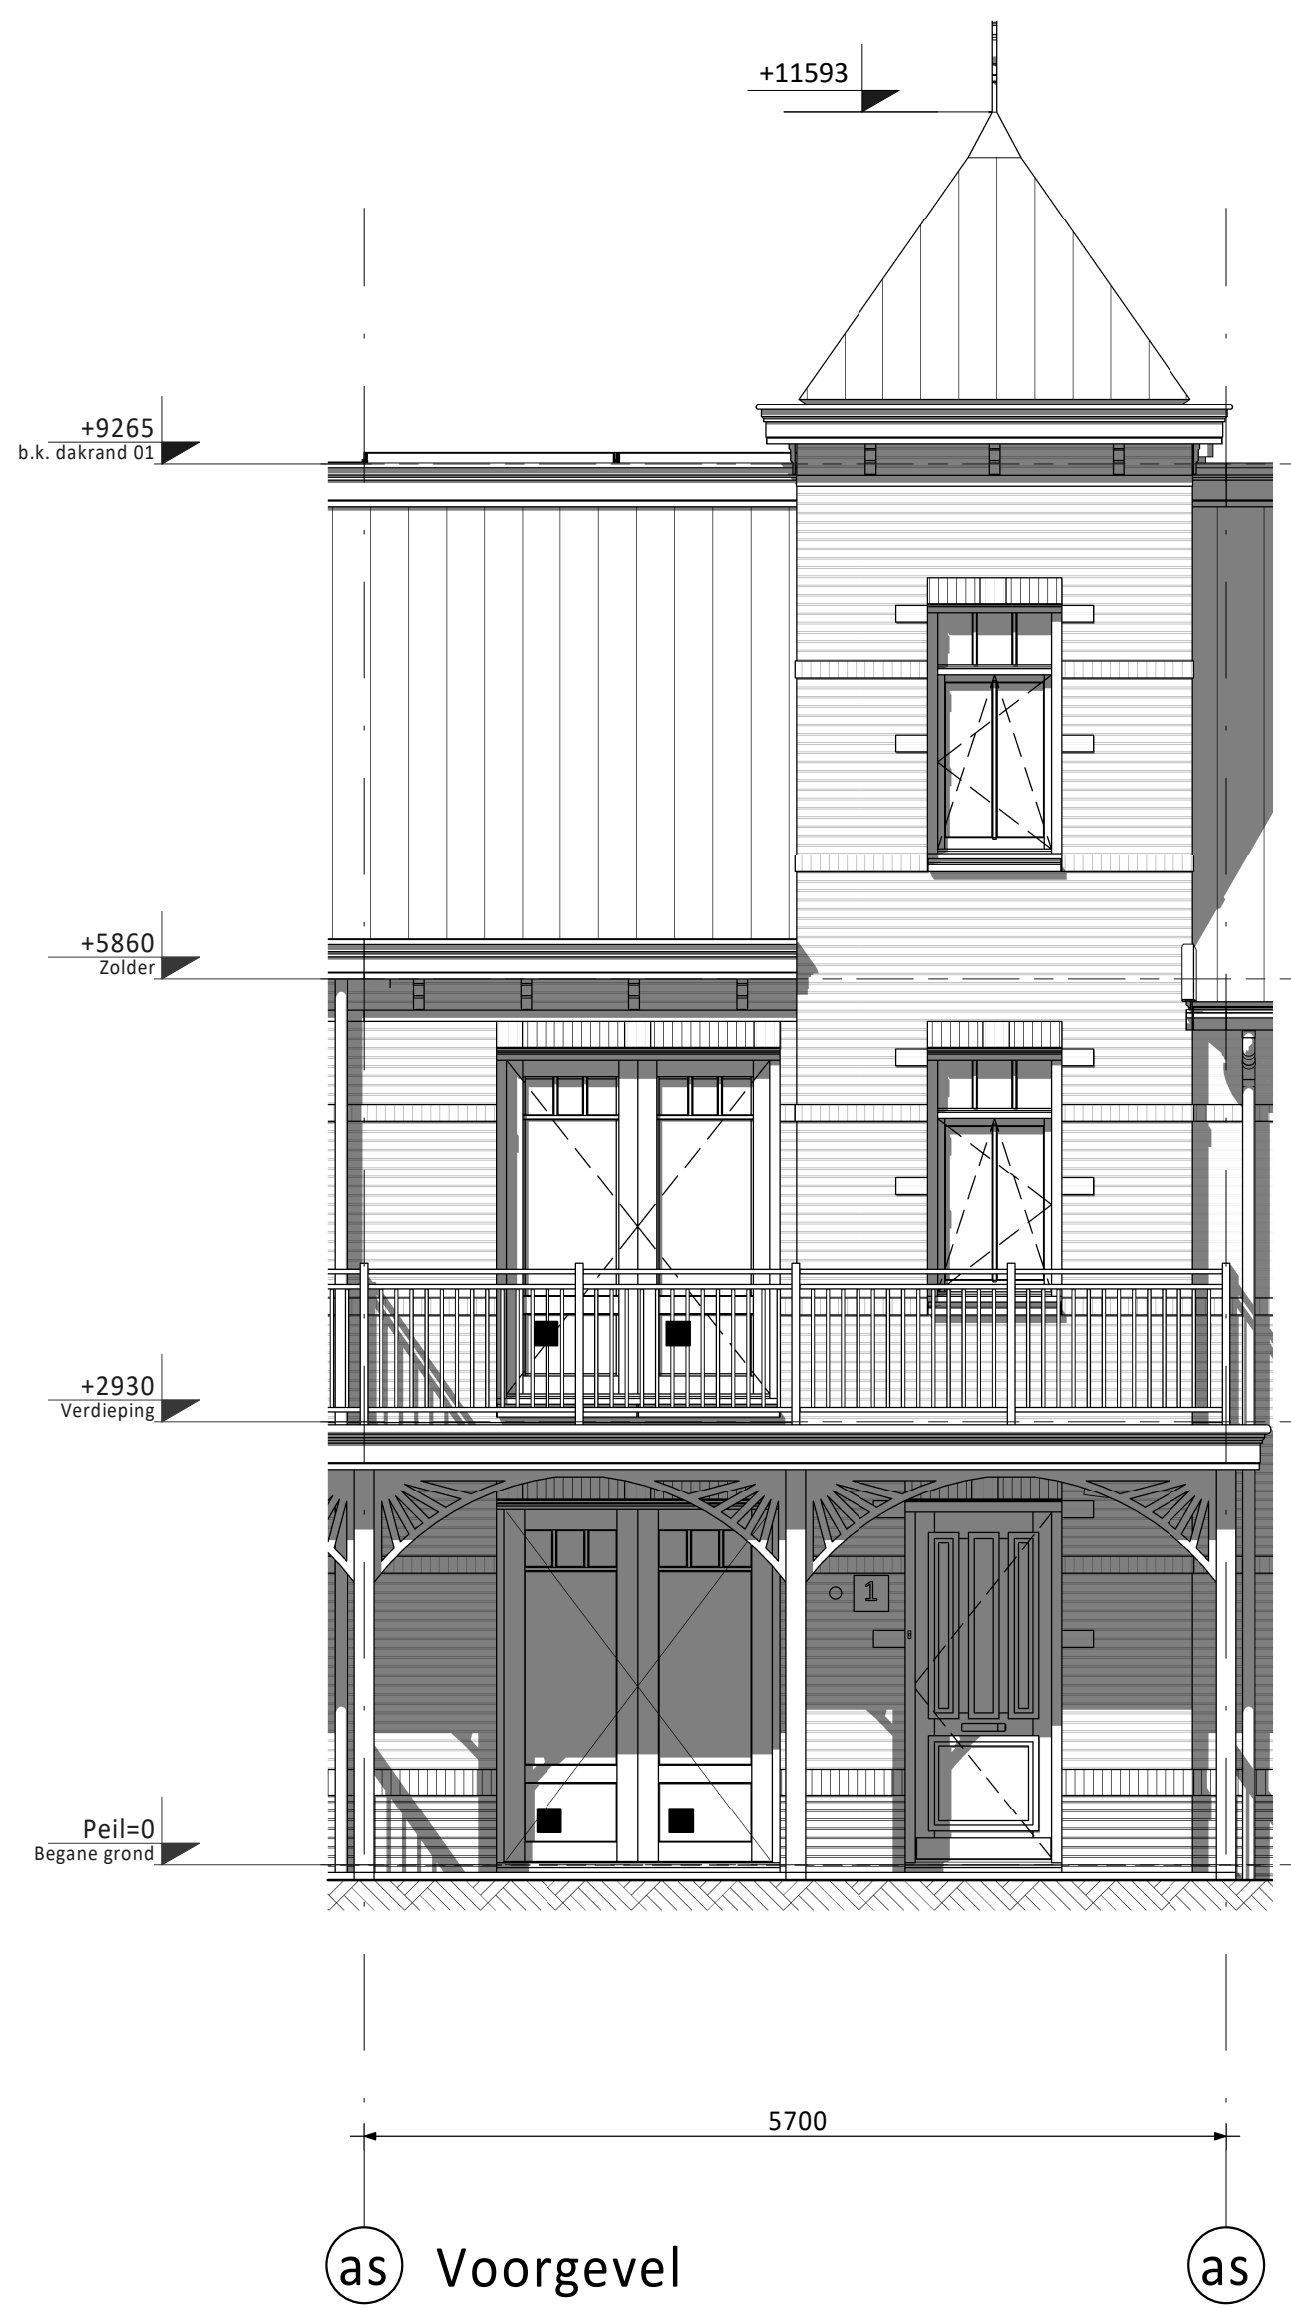 +11593
+9265
b.k. dakrand 01
+5860
Zolder
+2930
Verdieping
1
Peil=0
Begane grond
5700
as Voorgevel as